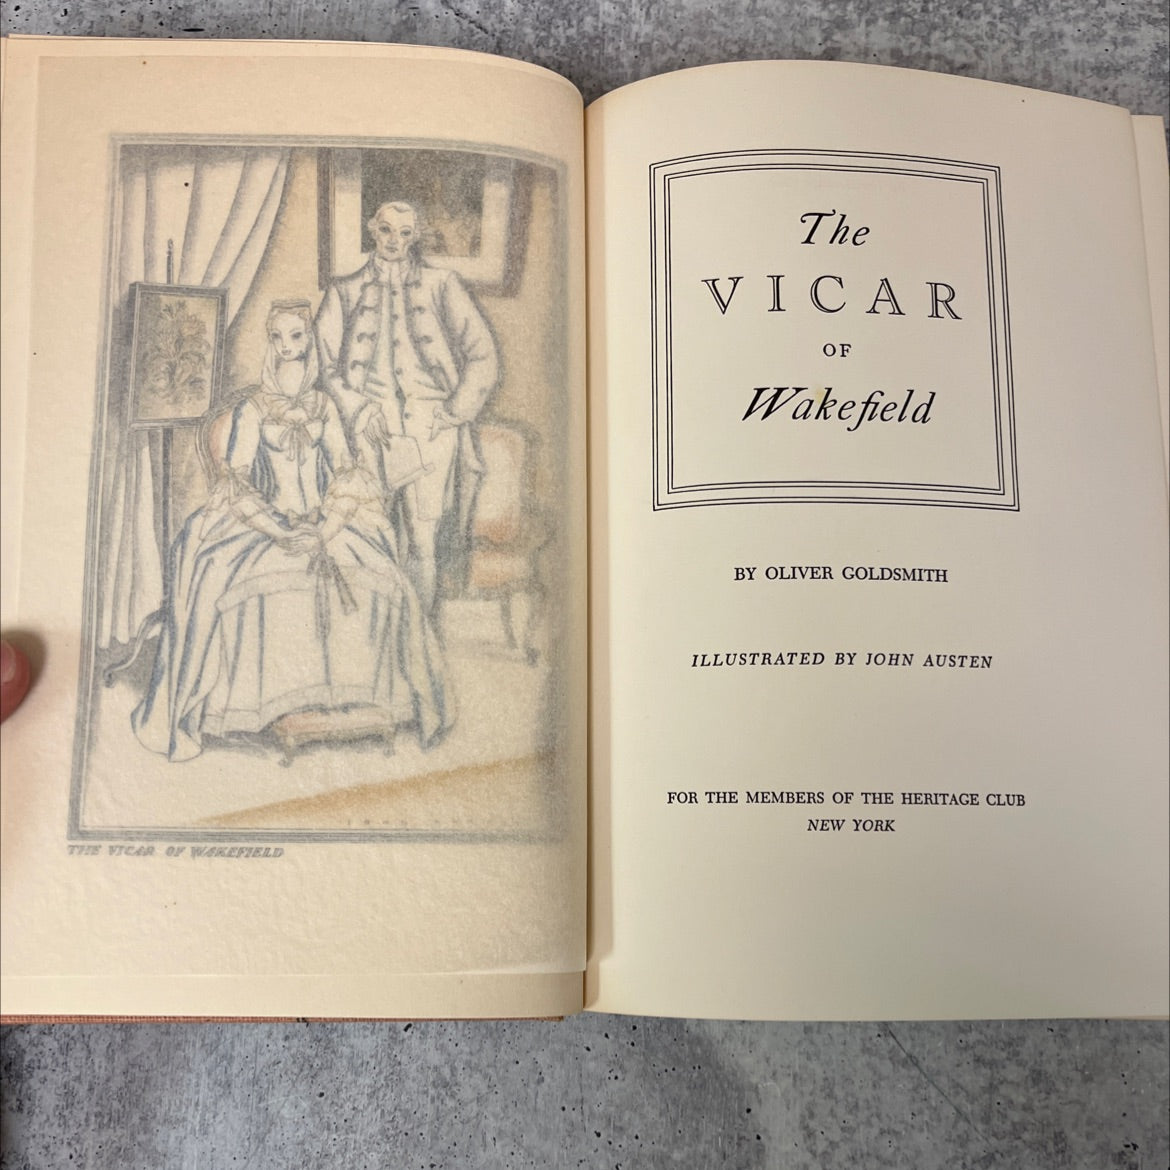 THE VICAR OF WAKEFIELD
The
VICAR
OF
Wakefield
BY OLIVER GOLDSMITH
ILLUSTRATED BY JOHN AUSTEN
FOR THE MEMBERS OF THE HERITAGE CLUB
NEW YORK